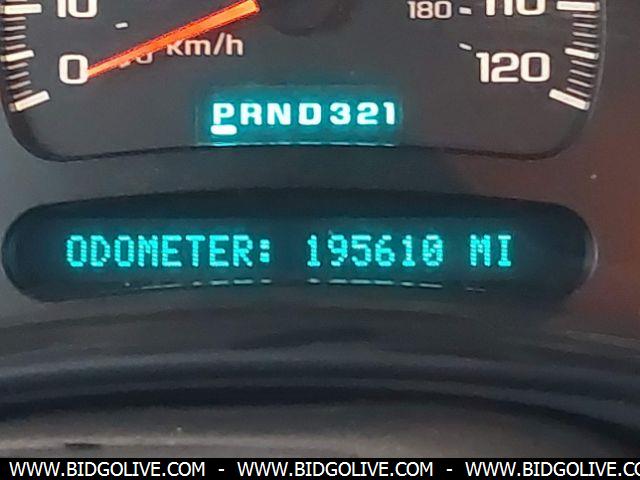 10 180 110
0 km/h 120
PRND321
ODOMETER: 195610 MI
WWW.BIDGOLIVE.COM - WWW.BIDGOLIVE.COM - WWW.BIDGOLIVE.CO